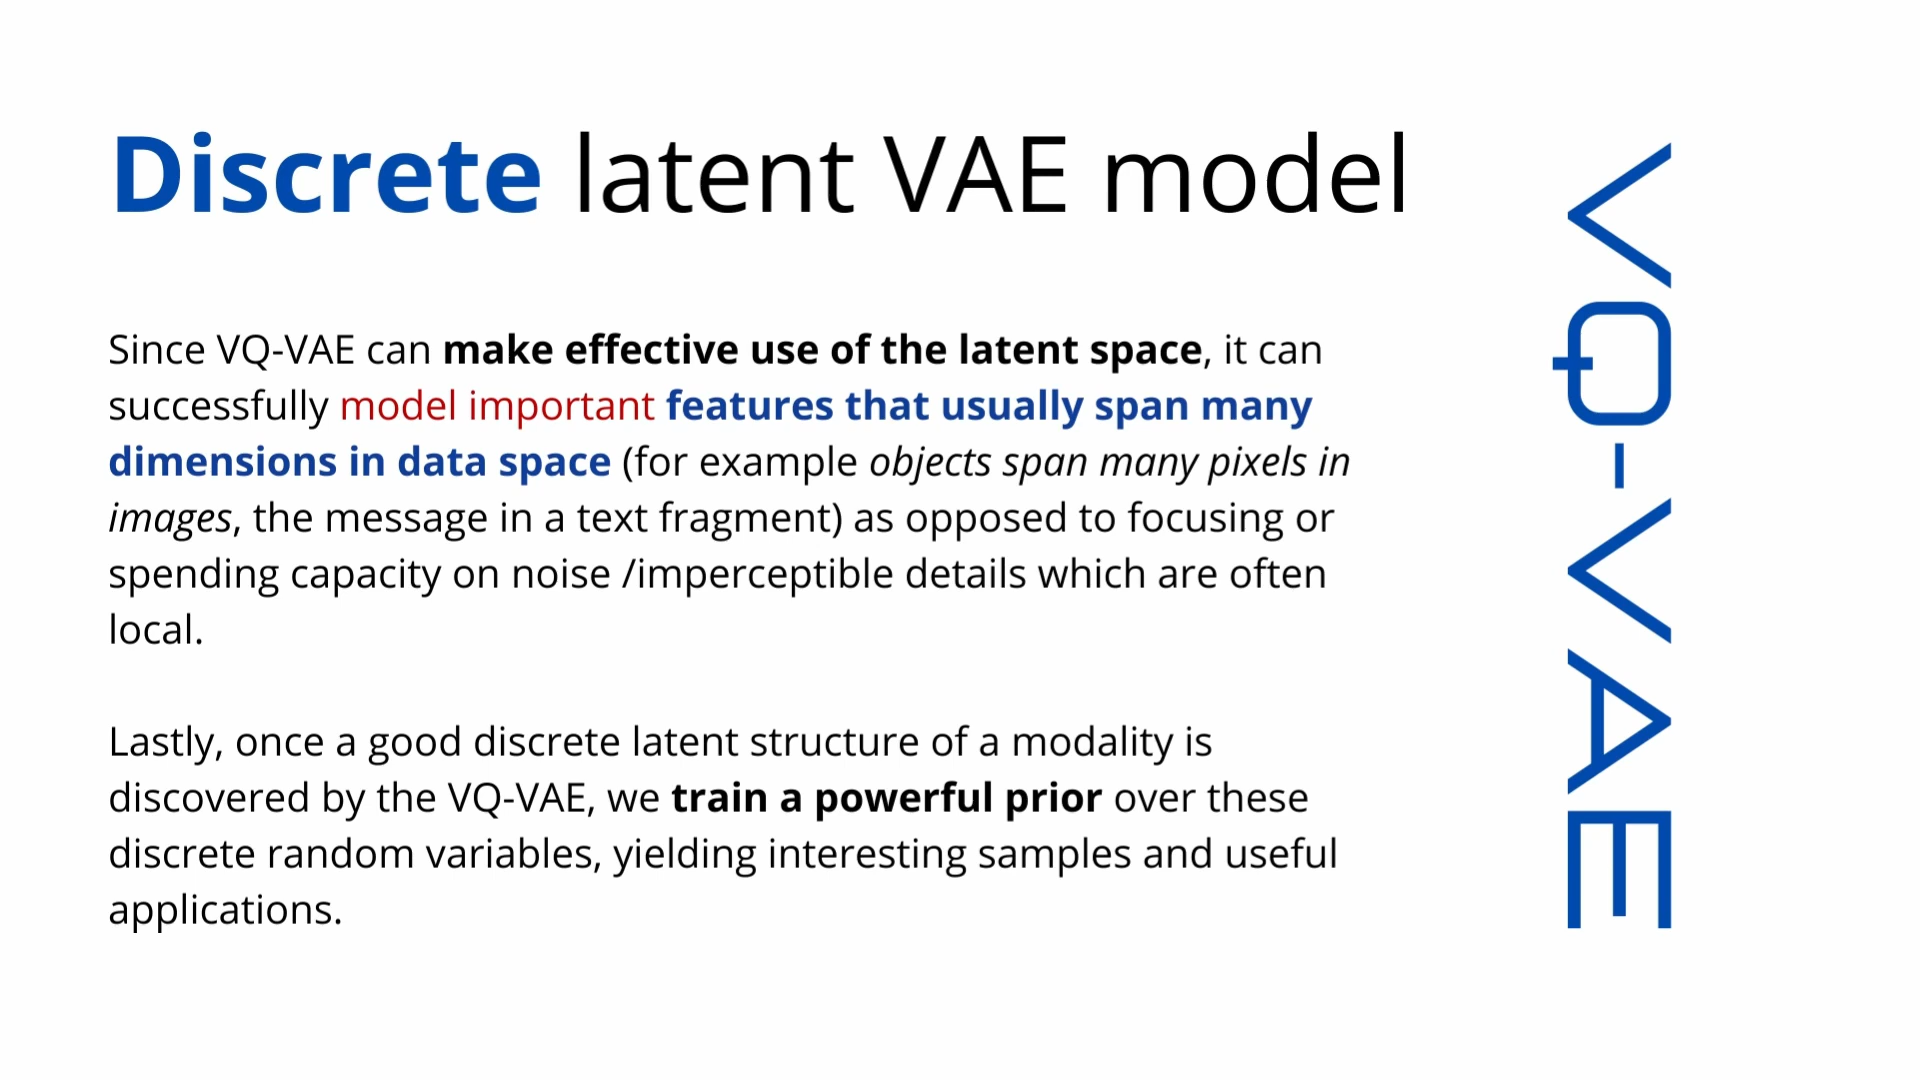 Discrete latent VAE model
Since VQ-VAE can make effective use of the latent space, it can
successfully model important features that usually span many
dimensions in data space (for example objects span many pixels in
images, the message in a text fragment) as opposed to focusing or
spending capacity on noise /imperceptible details which are often
local.
Lastly, once a good discrete latent structure of a modality is
discovered by the VQ-VAE, we train a powerful prior over these
discrete random variables, yielding interesting samples and useful
applications.
VQ-VAE